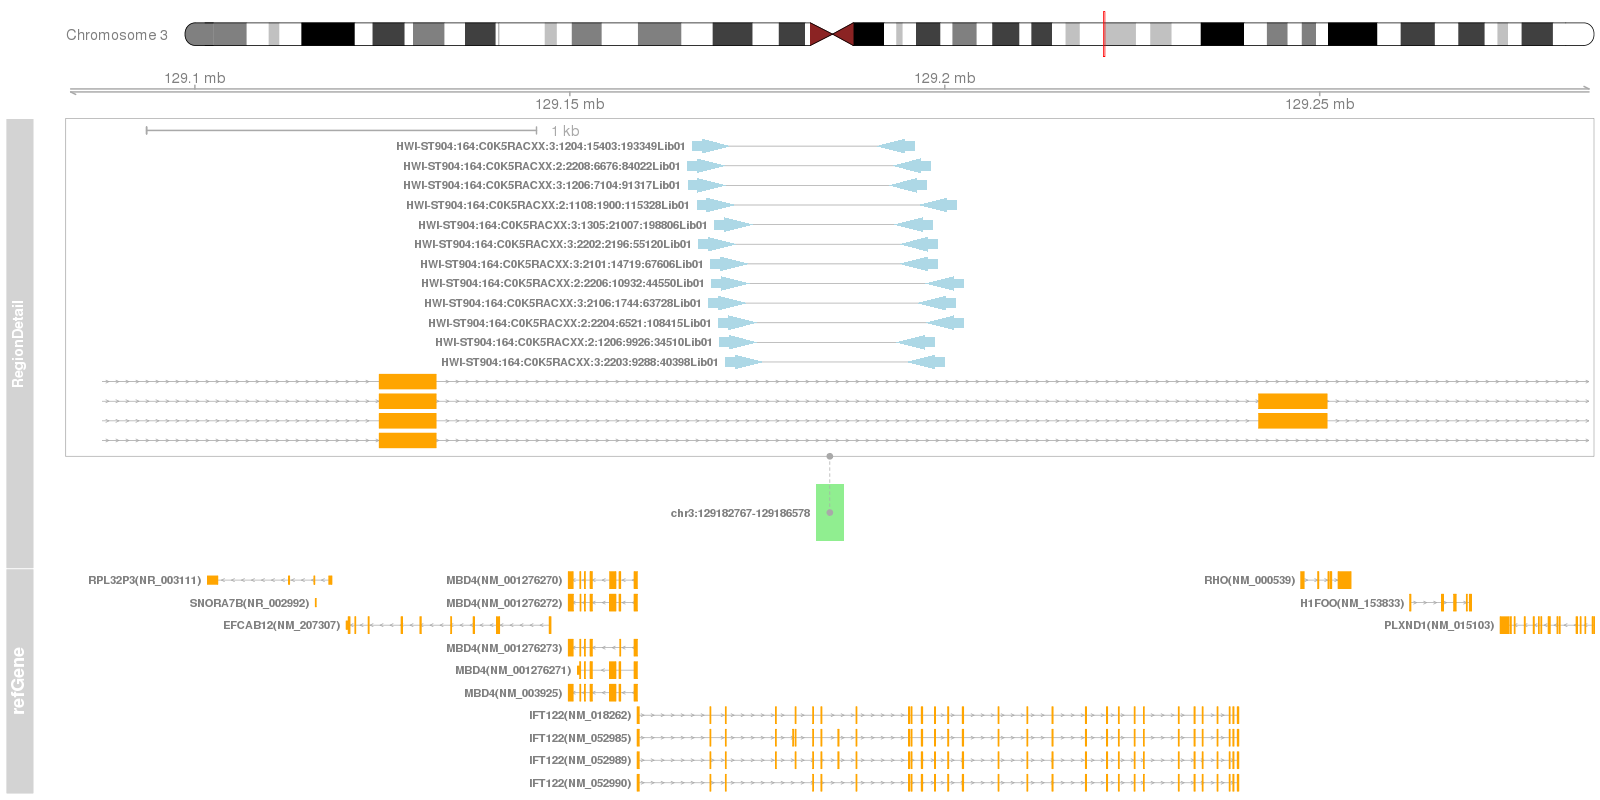 Chromosome 3
129.1 mb
129.2 mb
129.15 mb
129.25 mb
RegionDetail
1 kb
HWI-ST904:164:C0K5RACXX:3:1204:15403:193349Lib01
HWI-ST904:164:C0K5RACXX:2:2208:6676:84022Lib01
HWI-ST904:164:C0K5RACXX:3:1206:7104:91317Lib01
HWI-ST904:164:C0K5RACXX:2:1108:1900:115328Lib01
HWI-ST904:164:C0K5RACXX:3:1305:21007:198806Lib01
HWI-ST904:164:C0K5RACXX:3:2202:2196:55120Lib01
HWI-ST904:164:C0K5RACXX:3:2101:14719:67606Lib01
HWI-ST904:164:C0K5RACXX:2:2206:10932:44550Lib01
HWI-ST904:164:C0K5RACXX:3:2106:1744:63728Lib01
HWI-ST904:164:C0K5RACXX:2:2204:6521:108415Lib01
HWI-ST904:164:C0K5RACXX:2:1206:9926:34510Lib01
HWI-ST904:164:C0K5RACXX:3:2203:9288:40398Lib01
chr3:129182767-129186578
refGene
RPL32P3(NR_003111)
MBD4(NM_001276270)
RHO(NM_000539)
SNORA7B(NR_002992)
MBD4(NM_001276272)
H1FOO(NM_153833)
EFCAB12(NM_207307)
PLXND1(NM_015103)
MBD4(NM_001276273)
MBD4(NM_001276271)
MBD4(NM_003925)
IFT122(NM_018262)
IFT122(NM_052985)
IFT122(NM_052989)
IFT122(NM_052990)